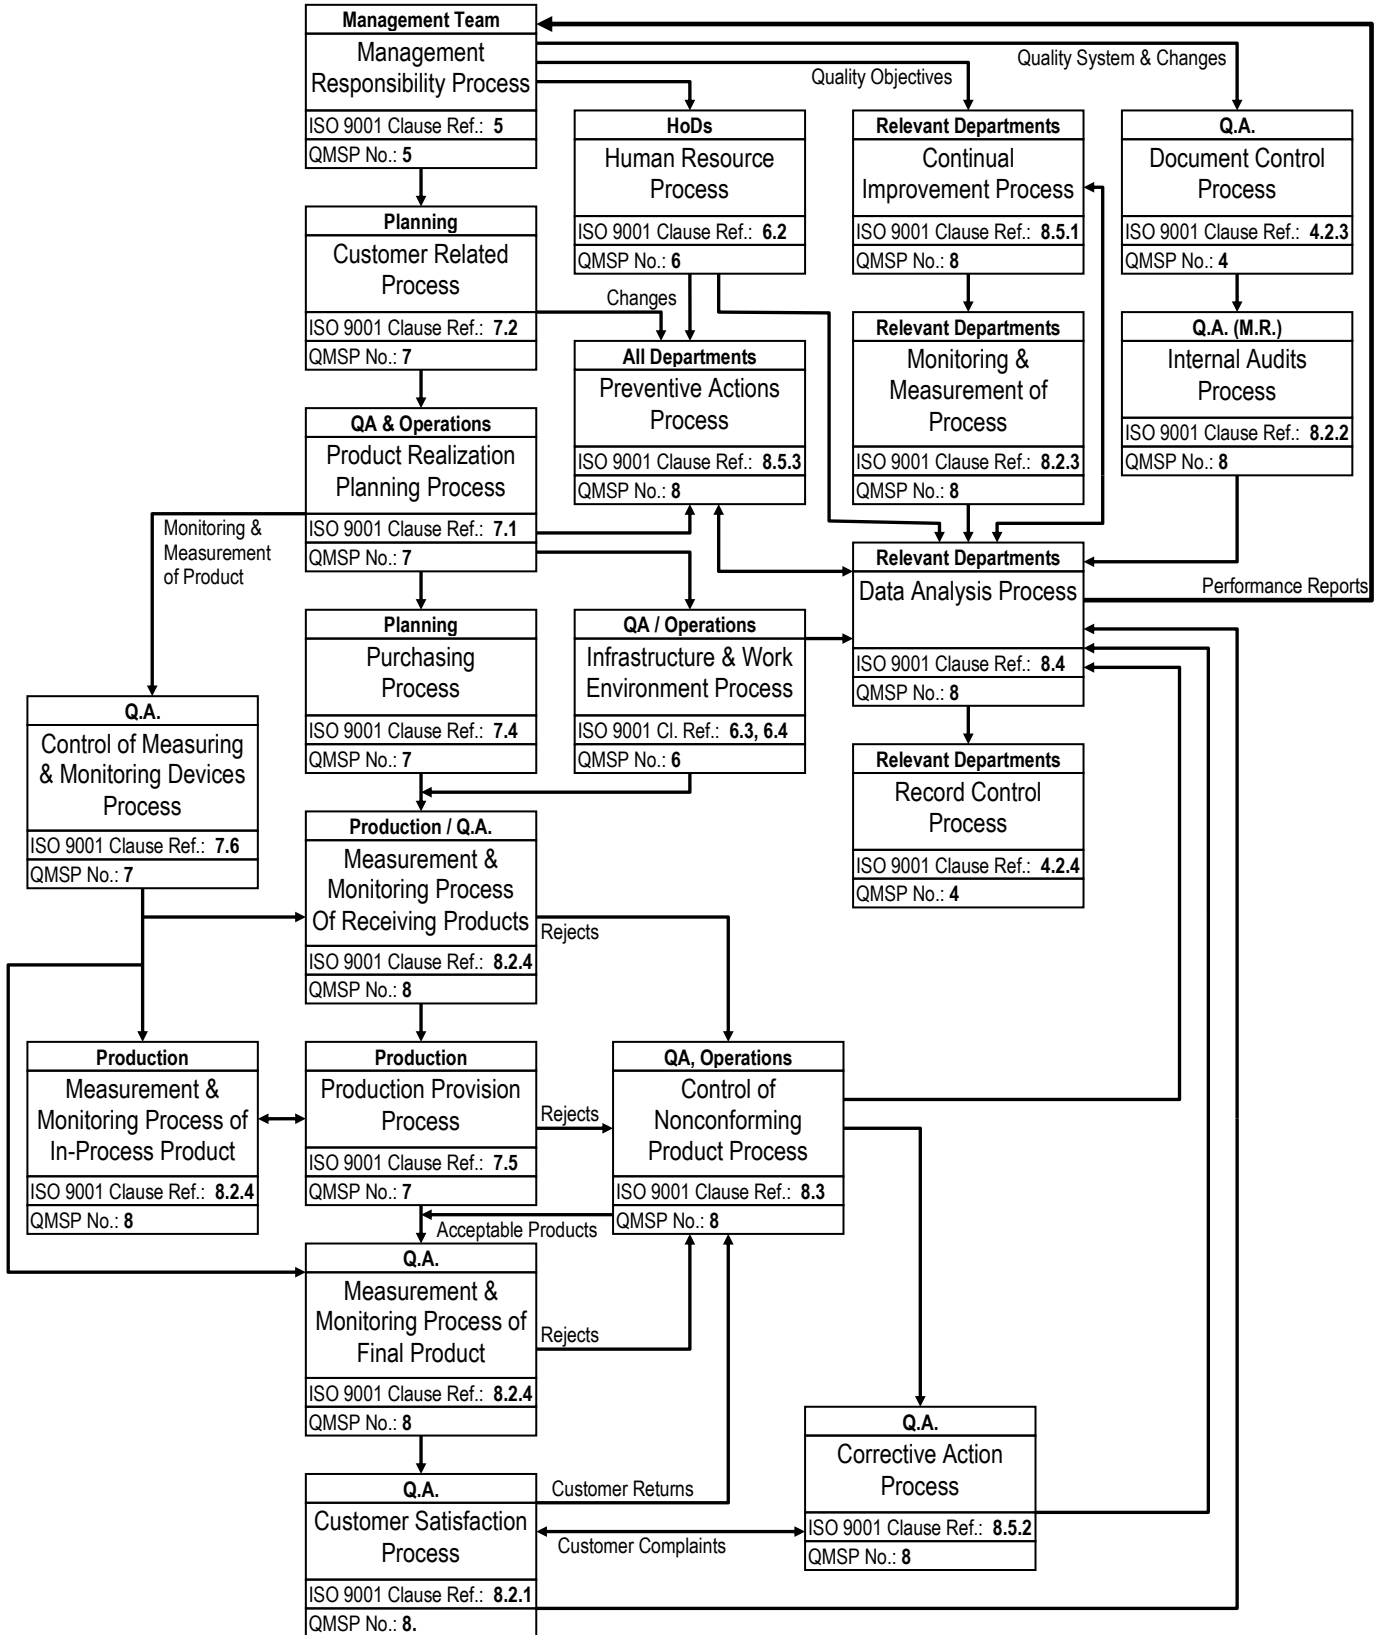 Management Team
Management
Responsibility Process
ISO 9001 Clause Ref.: 5
QMSP No.: 5
Quality System & Changes
Quality Objectives
HoDs
Human Resource
Process
ISO 9001 Clause Ref.: 6.2
QMSP No.: 6
Relevant Departments
Continual
Improvement Process
ISO 9001 Clause Ref.: 8.5.1
QMSP No.: 8
Q.A.
Document Control
Process
ISO 9001 Clause Ref.: 4.2.3
QMSP No.: 4
Planning
Customer Related
Process
ISO 9001 Clause Ref.: 7.2
QMSP No.: 7
Changes
All Departments
Preventive Actions
Process
ISO 9001 Clause Ref.: 8.5.3
QMSP No.: 8
Relevant Departments
Monitoring &
Measurement of
Process
ISO 9001 Clause Ref.: 8.2.3
QMSP No.: 8
Q.A. (M.R.)
Internal Audits
Process
ISO 9001 Clause Ref.: 8.2.2
QMSP No.: 8
QA & Operations
Product Realization
Planning Process
ISO 9001 Clause Ref.: 7.1
QMSP No.: 7
Monitoring &
Measurement
of Product
Relevant Departments
Data Analysis Process
ISO 9001 Clause Ref.: 8.4
QMSP No.: 8
Performance Reports
Planning
Purchasing
Process
ISO 9001 Clause Ref.: 7.4
QMSP No.: 7
QA / Operations
Infrastructure & Work
Environment Process
ISO 9001 Cl. Ref.: 6.3, 6.4
QMSP No.: 6
Q.A.
Control of Measuring
& Monitoring Devices
Process
ISO 9001 Clause Ref.: 7.6
QMSP No.: 7
Relevant Departments
Record Control
Process
ISO 9001 Clause Ref.: 4.2.4
QMSP No.: 4
Production / Q.A.
Measurement &
Monitoring Process
Of Receiving Products
ISO 9001 Clause Ref.: 8.2.4
QMSP No.: 8
Rejects
Production
Measurement &
Monitoring Process of
In-Process Product
ISO 9001 Clause Ref.: 8.2.4
QMSP No.: 8
Production
Production Provision
Process
ISO 9001 Clause Ref.: 7.5
QMSP No.: 7
Rejects
QA, Operations
Control of
Nonconforming
Product Process
ISO 9001 Clause Ref.: 8.3
QMSP No.: 8
Acceptable Products
Q.A.
Measurement &
Monitoring Process of
Final Product
ISO 9001 Clause Ref.: 8.2.4
QMSP No.: 8
Rejects
Q.A.
Corrective Action
Process
ISO 9001 Clause Ref.: 8.5.2
QMSP No.: 8
Q.A.
Customer Satisfaction
Process
ISO 9001 Clause Ref.: 8.2.1
QMSP No.: 8.
Customer Returns
Customer Complaints